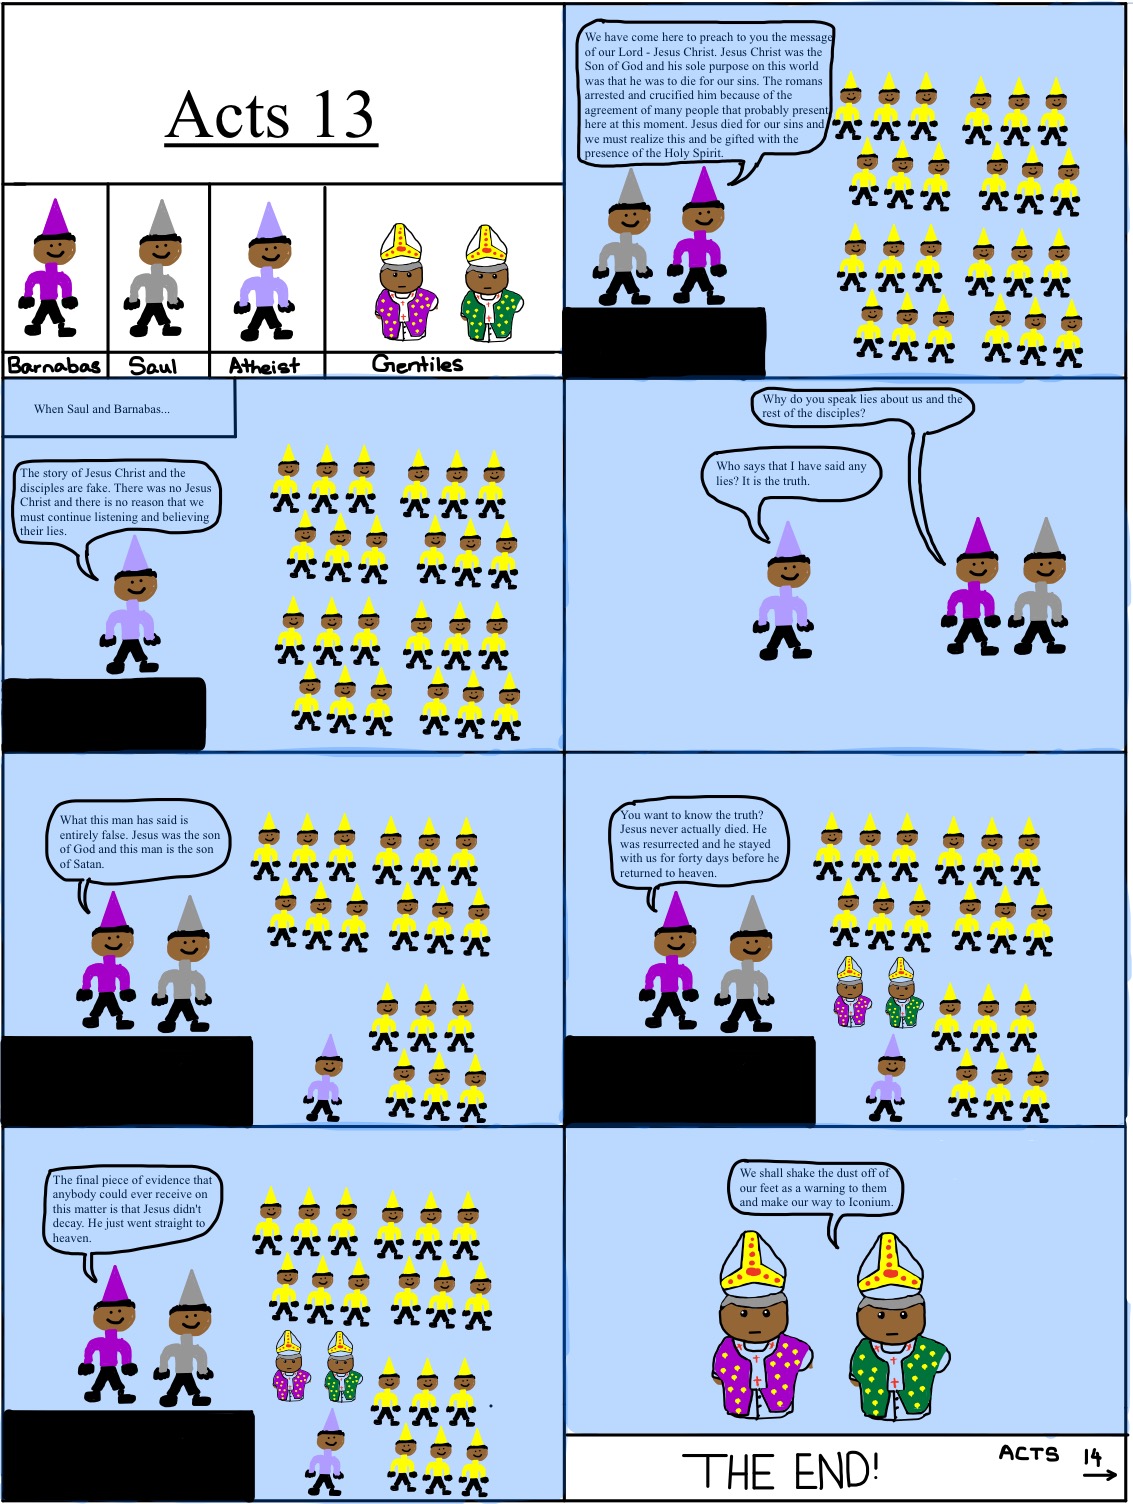 Acts 13
Barnabas
Saul
Atheist
Gentiles
We have come here to preach to you the message
of our Lord - Jesus Christ. Jesus Christ was the
Son of God and his sole purpose on this world
was that he was to die for our sins. The romans
arrested and crucified him because of the
agreement of many people that probably present
here at this moment. Jesus died for our sins and
we must realize this and be gifted with the
presence of the Holy Spirit.
When Saul and Barnabas...
The story of Jesus Christ and the
disciples are fake. There was no Jesus
Christ and there is no reason that we
must continue listening and believing
their lies.
Why do you speak lies about us and the
rest of the disciples?
Who says that I have said any
lies? It is the truth.
What this man has said is
entirely false. Jesus was the son
of God and this man is the son
of Satan.
You want to know the truth?
Jesus never actually died. He
was resurrected and he stayed
with us for forty days before he
returned to heaven.
The final piece of evidence that
anybody could ever receive on
this matter is that Jesus didn't
decay. He just went straight to
heaven.
We shall shake the dust off of
our feet as a warning to them
and make our way to Iconium.
THE END!
ACTS 14